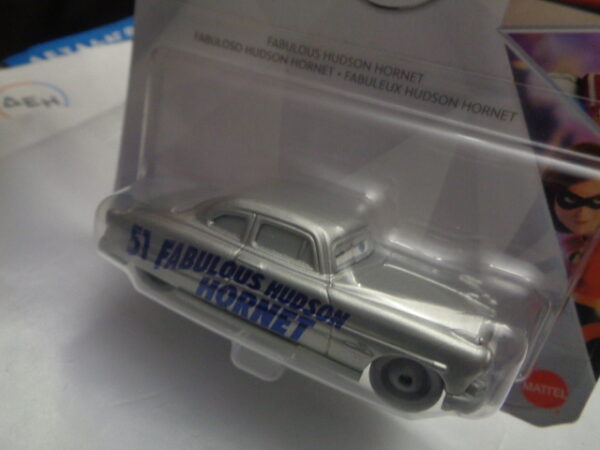 FABULOUS HUDSON HORNET
FABULOSO HUDSON HORNET • FABULEUX HUDSON HORNET
51 FABULOUS HUDSON
HORNET
MATTEL